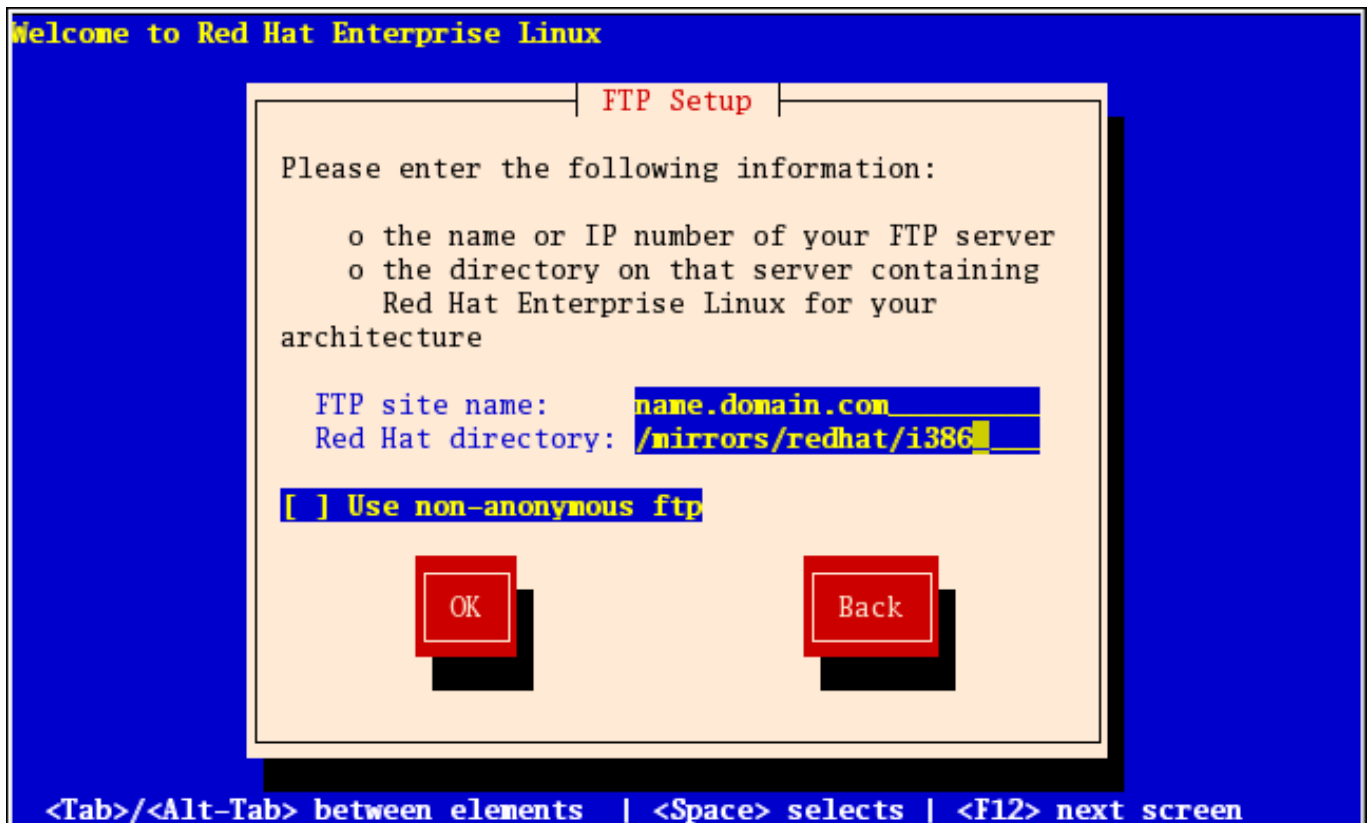 Welcome to Red Hat Enterprise Linux
FTP Setup
Please enter the following information:
o the name or IP number of your FTP server
o the directory on that server containing
Red Hat Enterprise Linux for your
architecture
FTP site name: name.domain.com_________
Red Hat directory: /mirrors/redhat/i386____
[ ] Use non-anonymous ftp
OK Back
<Tab>/<Alt-Tab> between elements | <Space> selects | <F12> next screen